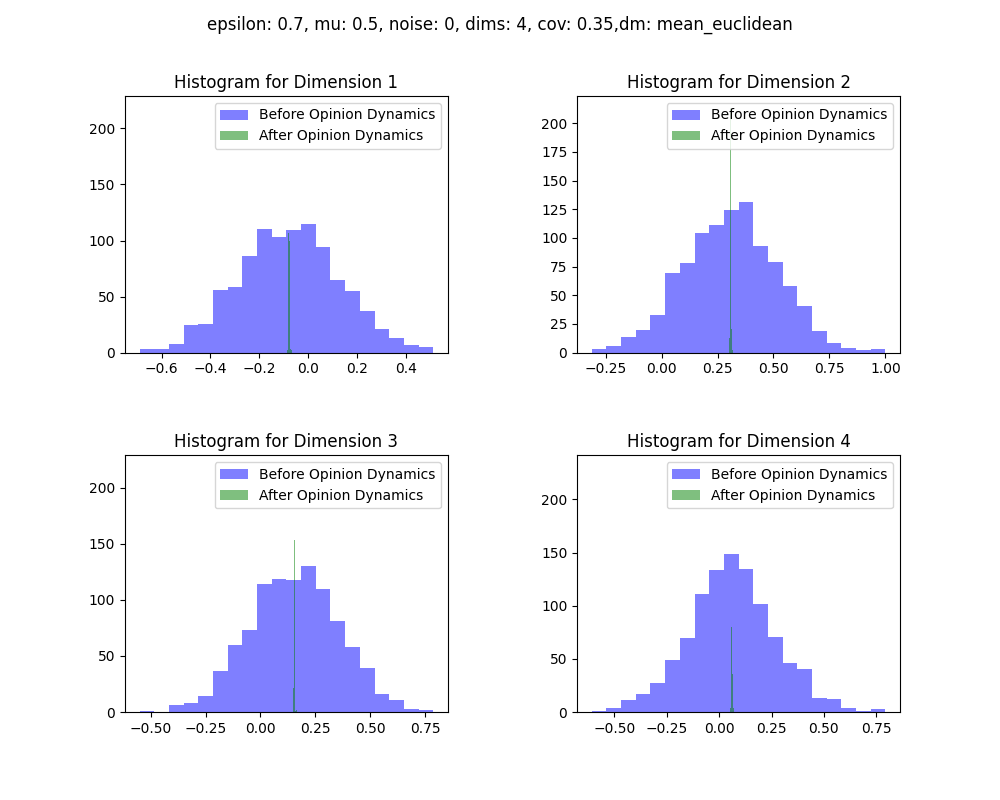 epsilon: 0.7, mu: 0.5, noise: 0, dims: 4, cov: 0.35,dm: mean_euclidean
Histogram for Dimension 1
Before Opinion Dynamics
After Opinion Dynamics
200
150
100
50
0
−0.6 −0.4 −0.2 0.0 0.2 0.4
Histogram for Dimension 2
Before Opinion Dynamics
After Opinion Dynamics
200
175
150
125
100
75
50
25
0
−0.25 0.00 0.25 0.50 0.75 1.00
Histogram for Dimension 3
Before Opinion Dynamics
After Opinion Dynamics
200
150
100
50
0
−0.50 −0.25 0.00 0.25 0.50 0.75
Histogram for Dimension 4
Before Opinion Dynamics
After Opinion Dynamics
200
150
100
50
0
−0.50 −0.25 0.00 0.25 0.50 0.75